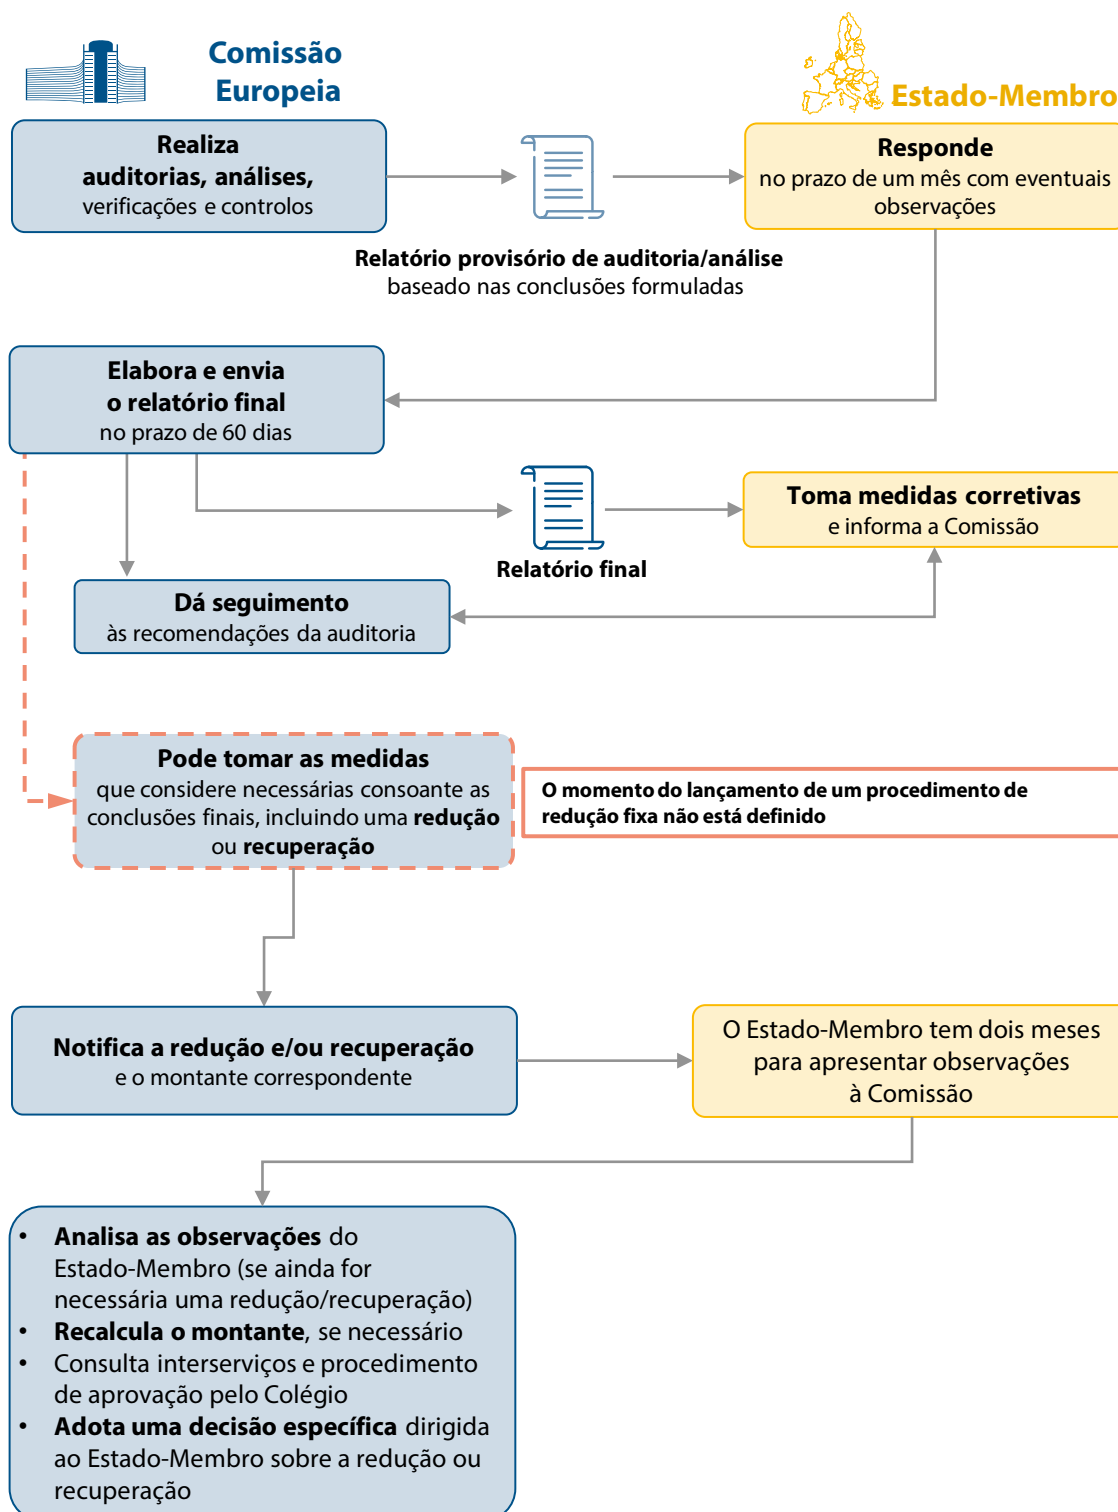 Comissão
Europeia
Estado-Membro
Realiza
auditorias, análises,
verificações e controlos
Responde
no prazo de um mês com eventuais
observações
Relatório provisório de auditoria/análise
baseado nas conclusões formuladas
Elabora e envia
o relatório final
no prazo de 60 dias
Toma medidas corretivas
e informa a Comissão
Relatório final
Dá seguimento
às recomendações da auditoria
Pode tomar as medidas
que considere necessárias consoante as
conclusões finais, incluindo uma redução
ou recuperação
O momento do lançamento de um procedimento de
redução fixa não está definido
Notifica a redução e/ou recuperação
e o montante correspondente
O Estado-Membro tem dois meses
para apresentar observações
à Comissão
• Analisa as observações do
Estado-Membro (se ainda for
necessária uma redução/recuperação)
• Recalcula o montante, se necessário
• Consulta interserviços e procedimento
de aprovação pelo Colégio
• Adota uma decisão específica dirigida
ao Estado-Membro sobre a redução ou
recuperação